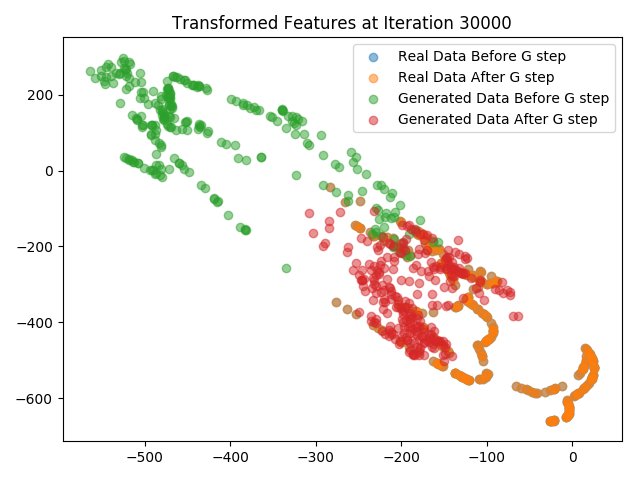 Transformed Features at Iteration 30000
Real Data Before G step
Real Data After G step
Generated Data Before G step
Generated Data After G step
200
0
−200
−400
−600
−500
−400
−300
−200
−100
0